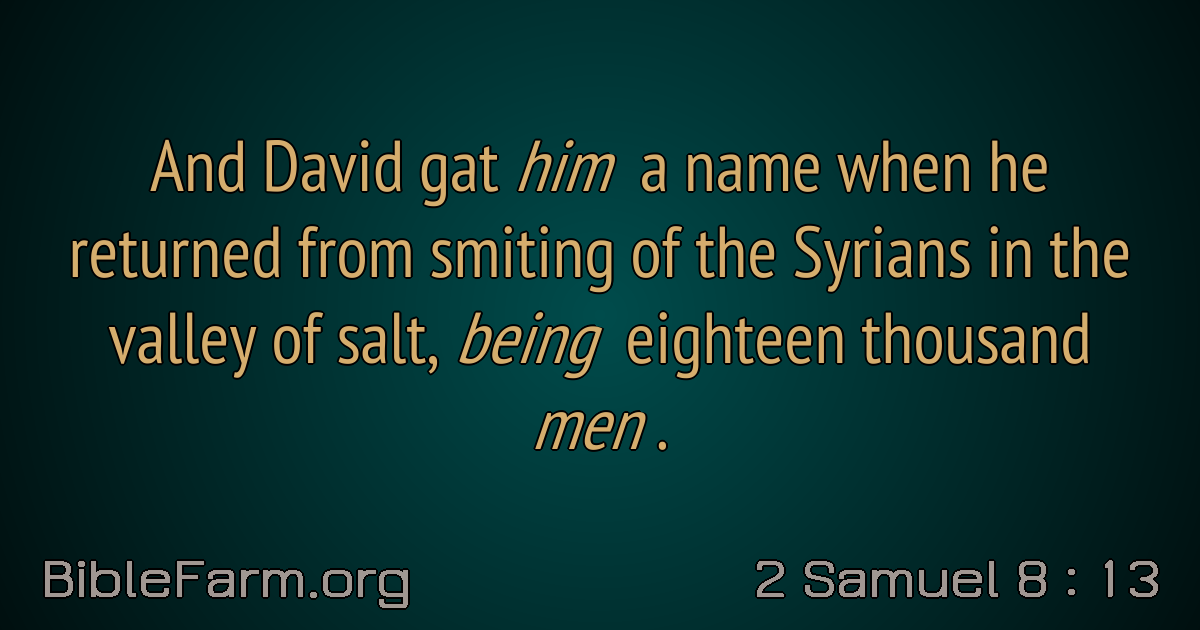 And David gat him a name when he
returned from smiting of the Syrians in the
valley of salt, being eighteen thousand
men .
BibleFarm.org
2 Samuel 8 : 13